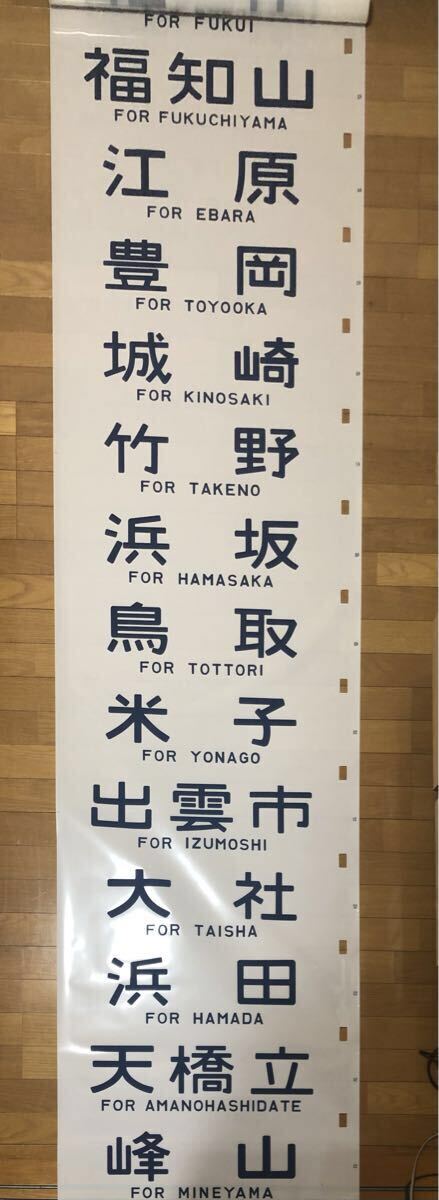 FOR FUKUI
福知山
FOR FUKUCHIYAMA
江原
FOR EBARA
豊岡
FOR TOYOOKA
城崎
FOR KINOSAKI
竹野
FOR TAKENO
浜坂
FOR HAMASAKA
鳥取
FOR TOTTORI
米子
FOR YONAGO
出雲市
FOR IZUMOSHI
大社
FOR TAISHA
浜田
FOR HAMADA
天橋立
FOR AMANOHASHIDATE
峰山
FOR MINEYAMA